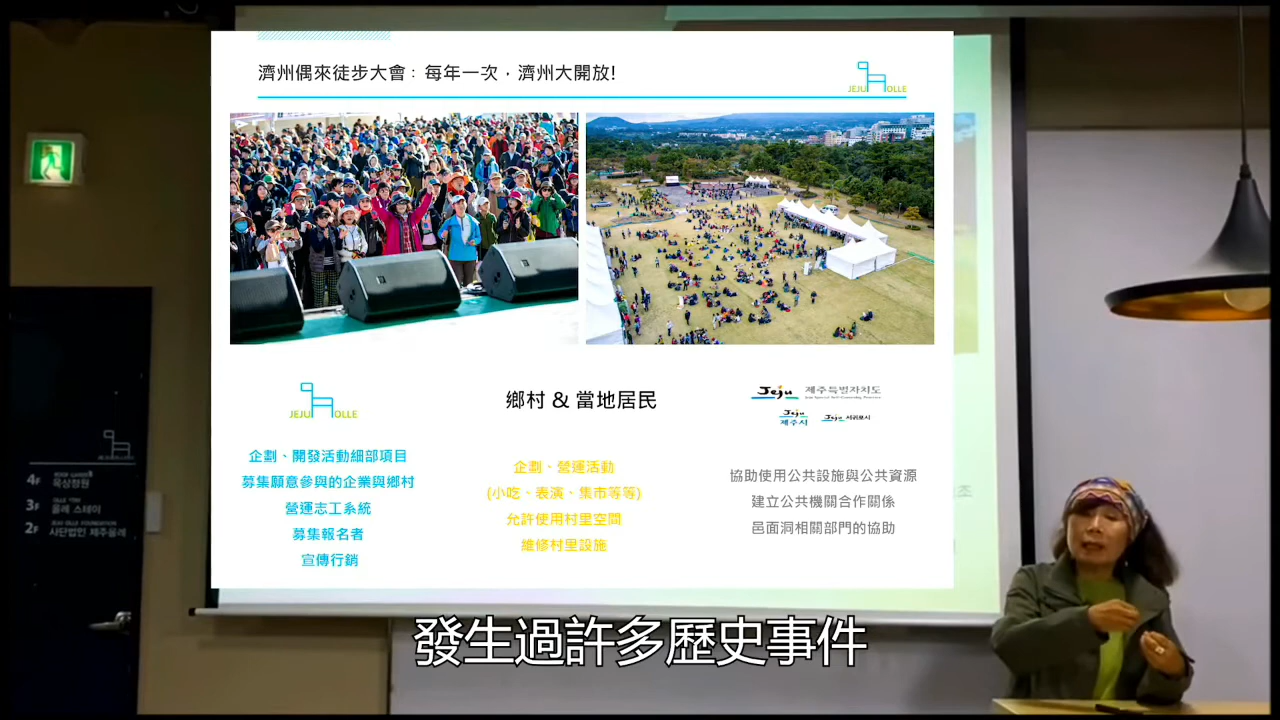 濟州偶來徒步大會：每年一次，濟州大開放!
JEJU OLLE
JEJU OLLE
鄉村 & 當地居民
Jeju 제주특별자치도
Jeju 제주시
Jeju 서귀포시
企劃、開發活動細部項目
募集願意參與的企業與鄉村
營運志工系統
募集報名者
宣傳行銷
企劃、營運活動
(小吃、表演、集市等等)
允許使用村里空間
維修村里設施
協助使用公共設施與公共資源
建立公共機關合作關係
邑面洞相關部門的協助
4F 옥상정원
3F 올레 스테이
2F 사단법인 제주올레
發生過許多歷史事件